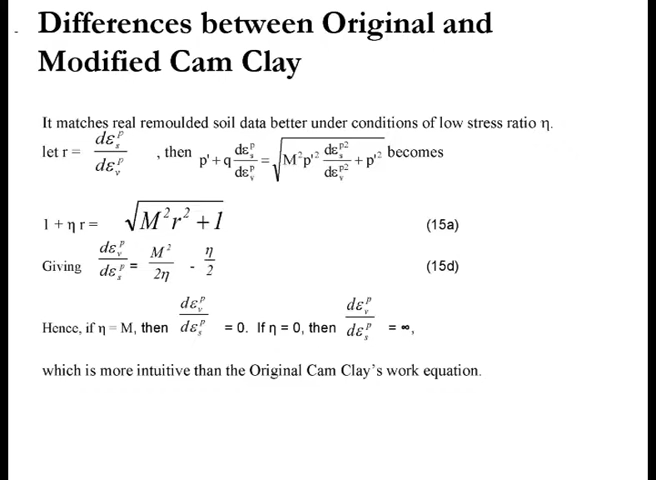 Differences between Original and
Modified Cam Clay
It matches real remoulded soil data better under conditions of low stress ratio η.
let r = dε_s^p / dε_v^p , then p' + q dε_s^p / dε_v^p = √(M²p'² dε_s^p2 / dε_v^p2 + p'²) becomes
1 + η r = √(M²r² + 1) (15a)
Giving dε_v^p / dε_s^p = M² / 2η - η / 2 (15d)
Hence, if η = M, then dε_v^p / dε_s^p = 0. If η = 0, then dε_v^p / dε_s^p = ∞,
which is more intuitive than the Original Cam Clay's work equation.